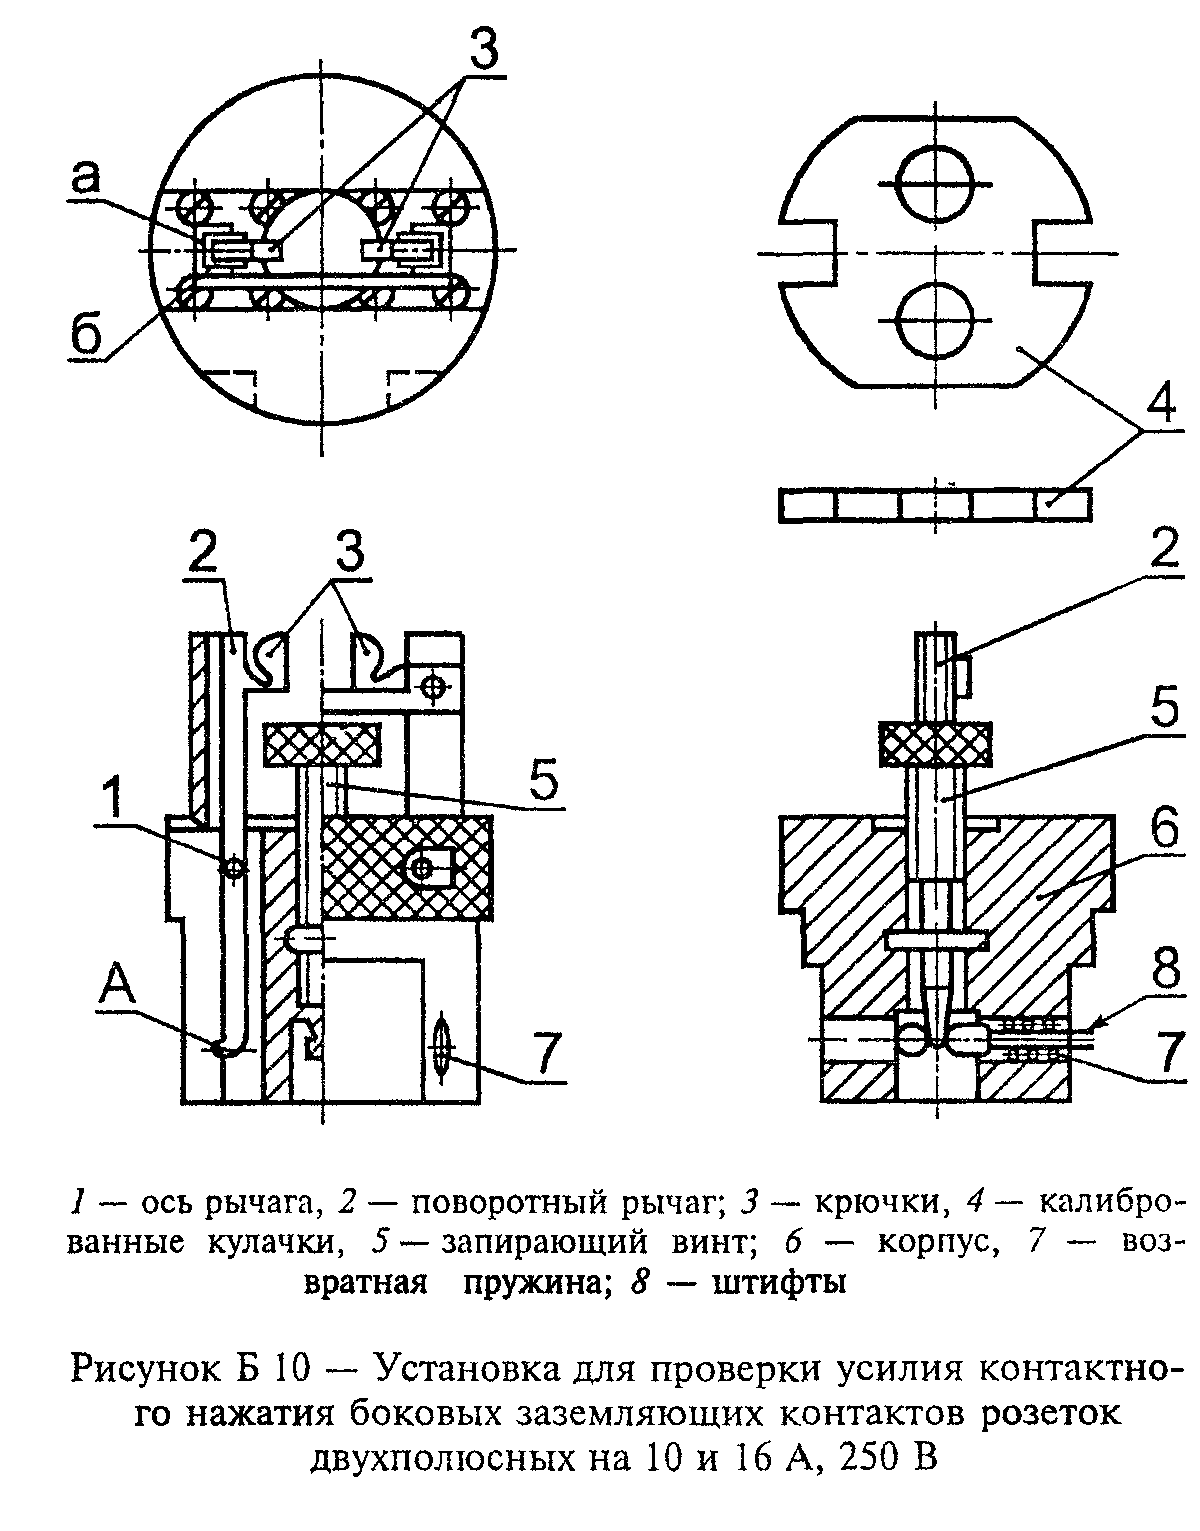 3
а
б
4
2
3
2
1
5
5
6
А
7
8
7
1 — ось рычага, 2 — поворотный рычаг; 3 — крючки, 4 — калибро-
ванные кулачки, 5 — запирающий винт; 6 — корпус, 7 — воз-
вратная пружина; 8 — штифты
Рисунок Б 10 — Установка для проверки усилия контактно-
го нажатия боковых заземляющих контактов розеток
двухполюсных на 10 и 16 А, 250 В